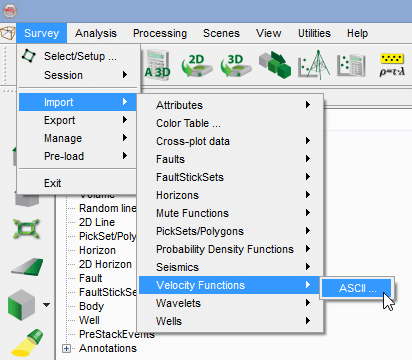 Survey Analysis Processing Scenes View Utilities Help
Select/Setup ...
Session
Import
Export
Manage
Pre-load
Exit
A 3D
2D
3D
ρ=τ·λ
Attributes
Color Table ...
Cross-plot data
Faults
FaultStickSets
Horizons
Mute Functions
PickSets/Polygons
Probability Density Functions
Seismics
Velocity Functions
Wavelets
Wells
ASCII ...
Volume
Random line
2D Line
PickSet/Poly
Horizon
2D Horizon
Fault
FaultStickSe
Body
Well
PreStackEvents
Annotations